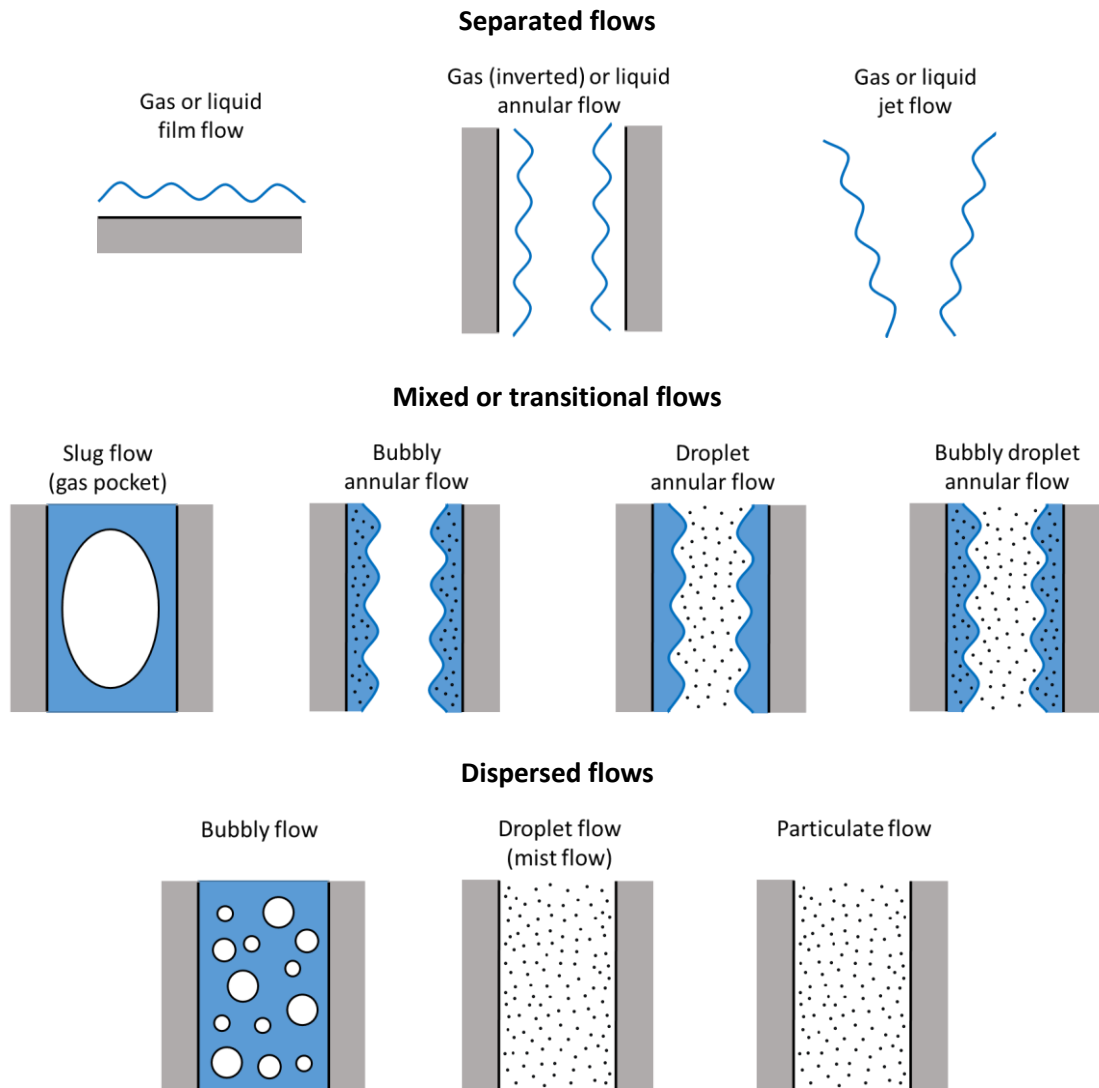 Separated flows
Gas or liquid
film flow
Gas (inverted) or liquid
annular flow
Gas or liquid
jet flow
Mixed or transitional flows
Slug flow
(gas pocket)
Bubbly
annular flow
Droplet
annular flow
Bubbly droplet
annular flow
Dispersed flows
Bubbly flow
Droplet flow
(mist flow)
Particulate flow